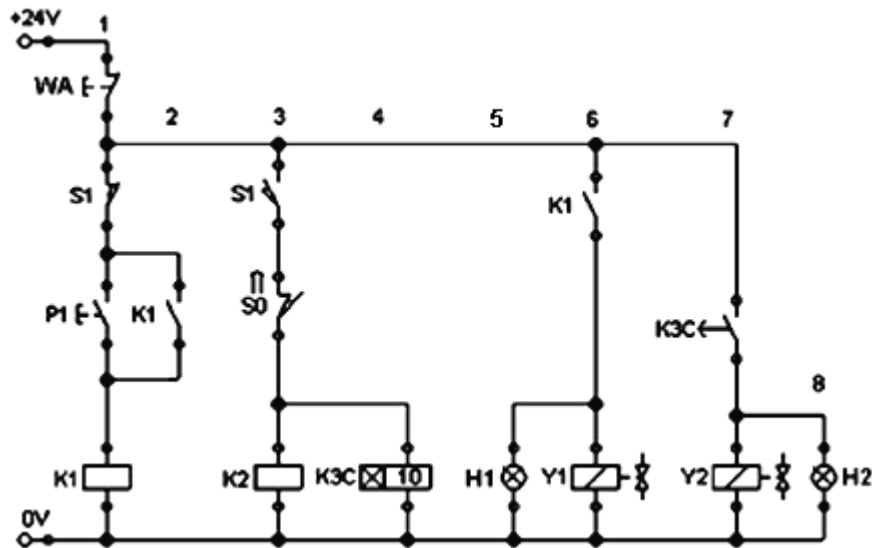 +24V 1
WA
2 3 4 5 6 7
S1 S1 K1
S0
P1 K1 K3C
8
K1 K2 K3C 10 H1 Y1 Y2 H2
0V